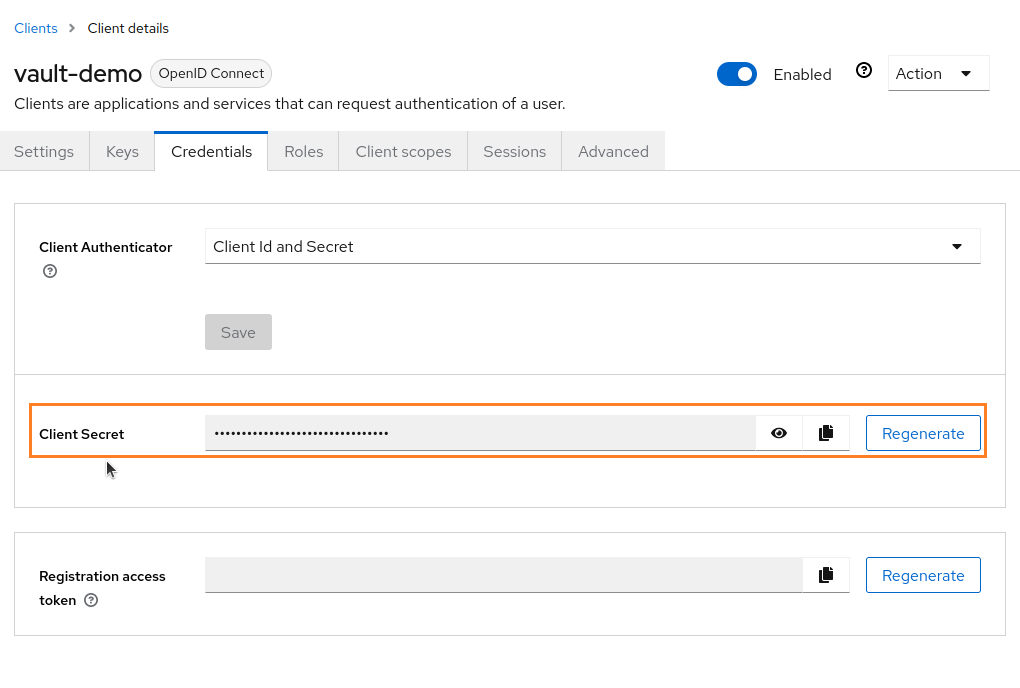 Clients > Client details
vault-demo OpenID Connect Enabled Action
Clients are applications and services that can request authentication of a user.
Settings Keys Credentials Roles Client scopes Sessions Advanced
Client Authenticator Client Id and Secret
Save
Client Secret •••••••••••••••••••••••••••••••• Regenerate
Registration access token Regenerate